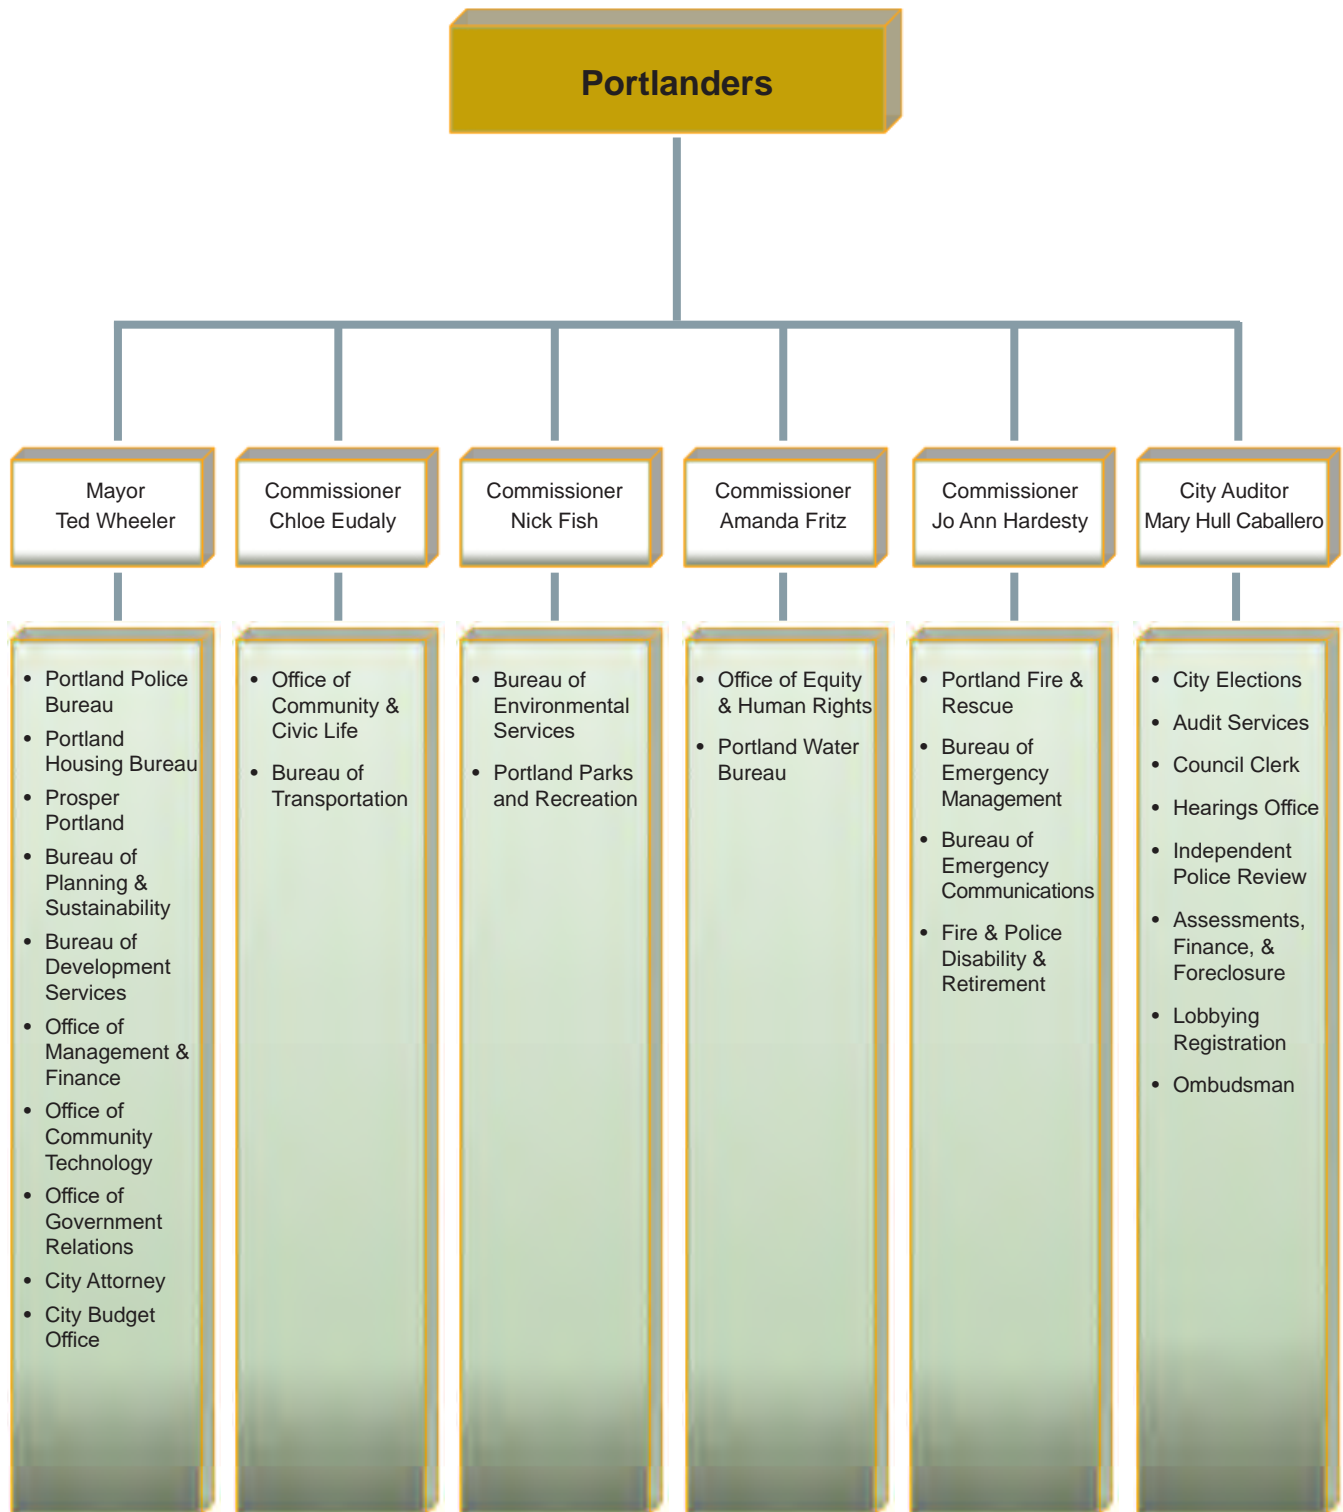 Portlanders
Mayor
Ted Wheeler
Commissioner
Chloe Eudaly
Commissioner
Nick Fish
Commissioner
Amanda Fritz
Commissioner
Jo Ann Hardesty
City Auditor
Mary Hull Caballero
• Portland Police
Bureau
• Portland
Housing Bureau
• Prosper
Portland
• Bureau of
Planning &
Sustainability
• Bureau of
Development
Services
• Office of
Management &
Finance
• Office of
Community
Technology
• Office of
Government
Relations
• City Attorney
• City Budget
Office
• Office of
Community &
Civic Life
• Bureau of
Transportation
• Bureau of
Environmental
Services
• Portland Parks
and Recreation
• Office of Equity
& Human Rights
• Portland Water
Bureau
• Portland Fire &
Rescue
• Bureau of
Emergency
Management
• Bureau of
Emergency
Communications
• Fire & Police
Disability &
Retirement
• City Elections
• Audit Services
• Council Clerk
• Hearings Office
• Independent
Police Review
• Assessments,
Finance, &
Foreclosure
• Lobbying
Registration
• Ombudsman